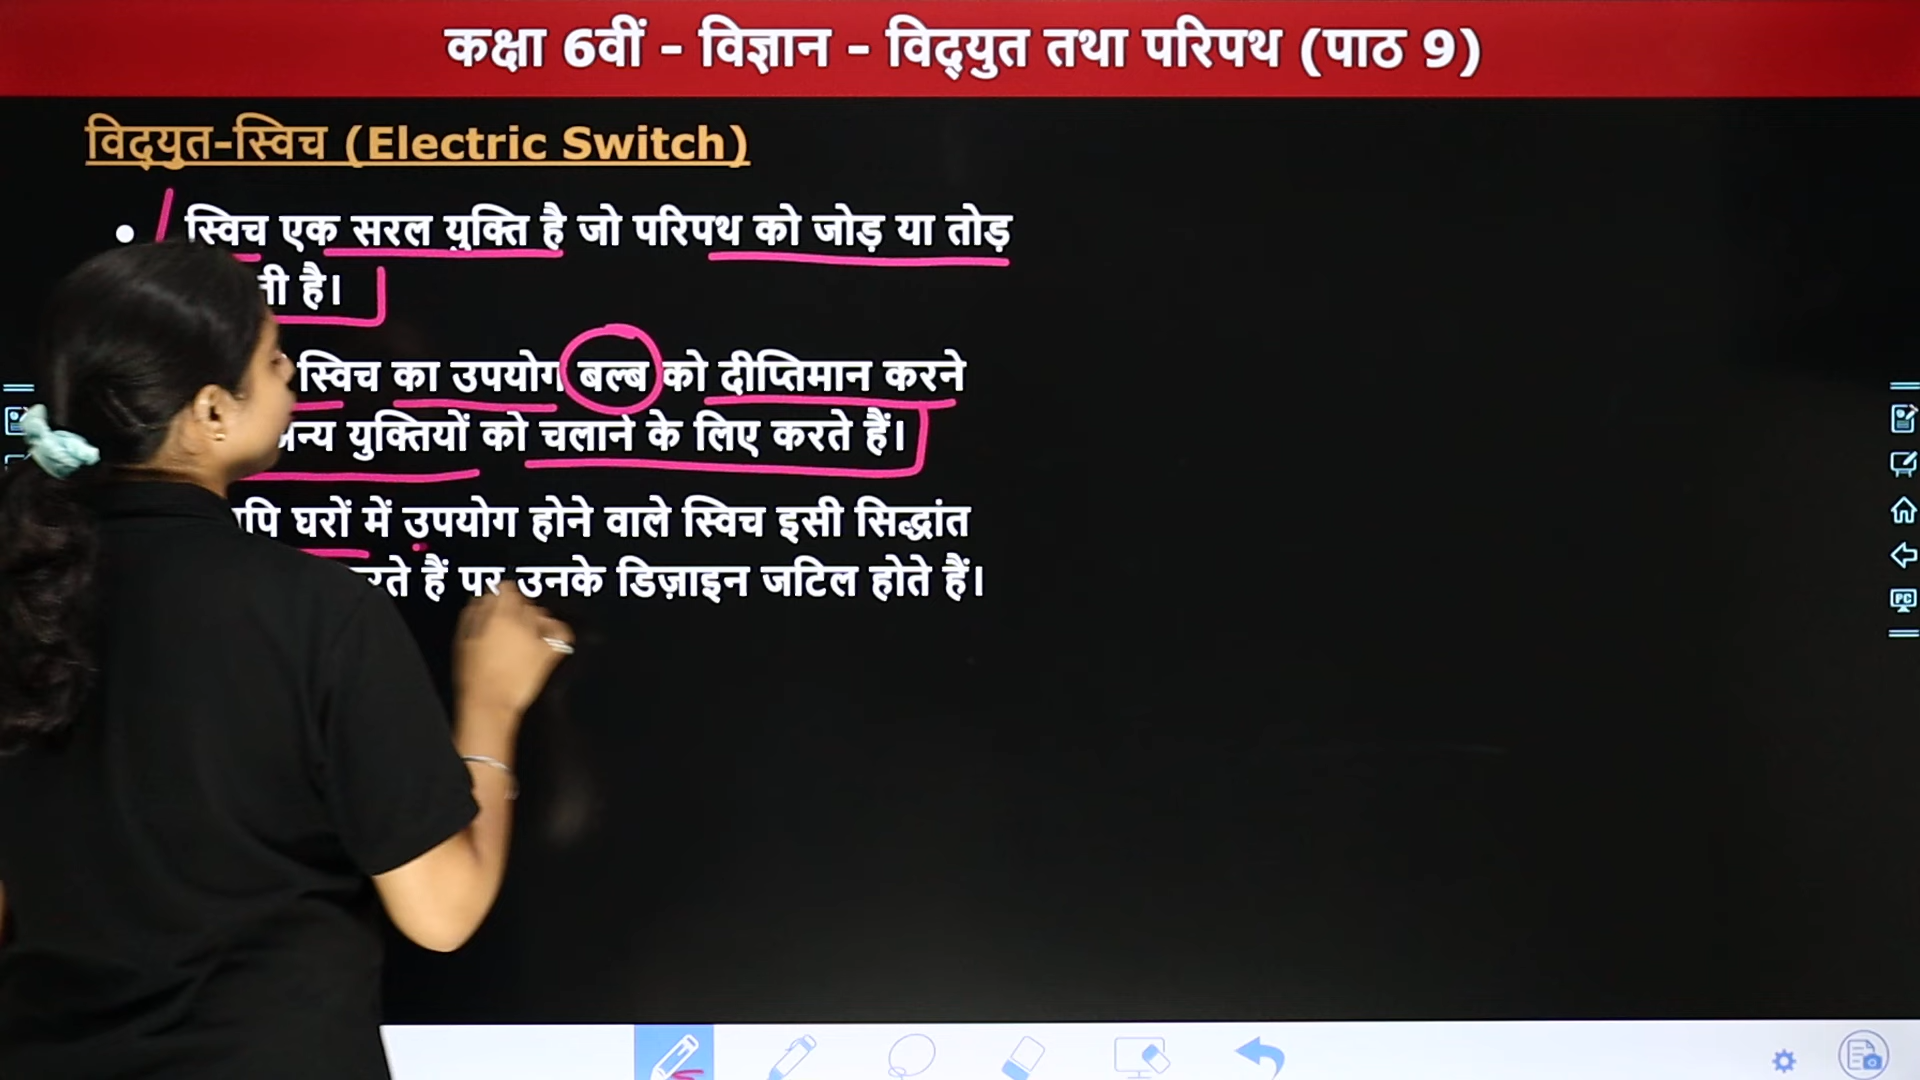 कक्षा 6वीं - विज्ञान - विद्युत तथा परिपथ (पाठ 9)
विद्युत-स्विच (Electric Switch)
• स्विच एक सरल युक्ति है जो परिपथ को जोड़ या तोड़
है।
स्विच का उपयोग बल्ब को दीप्तिमान करने
युक्तियों को चलाने के लिए करते हैं।
घरों में उपयोग होने वाले स्विच इसी सिद्धांत
हैं पर उनके डिज़ाइन जटिल होते हैं।
PC